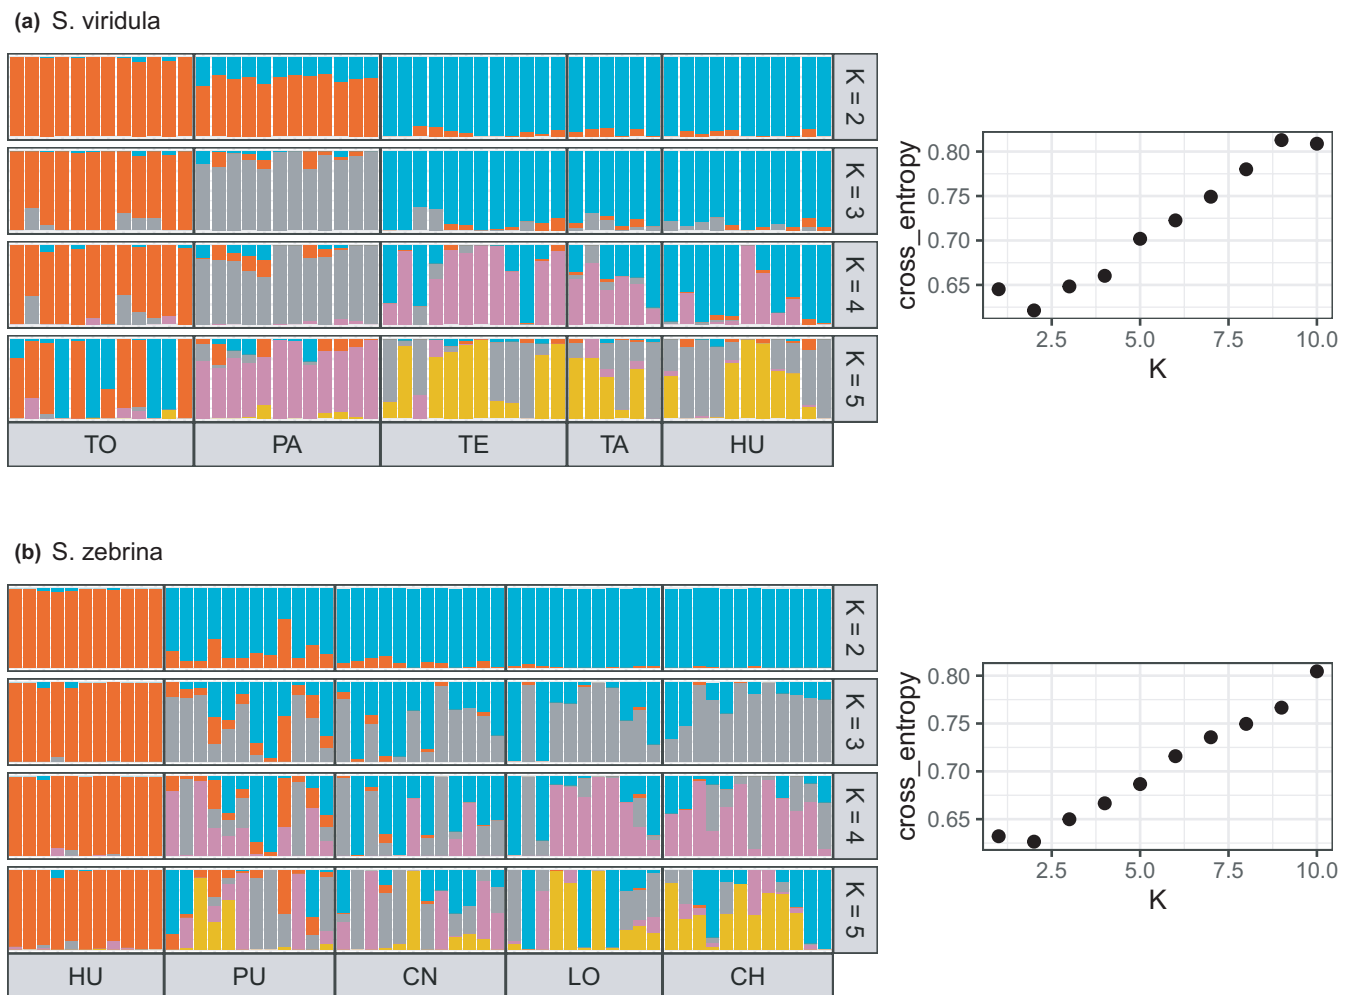 (a) S. viridula
K = 2
K = 3
K = 4
K = 5
TO PA TE TA HU
cross_entropy
0.80
0.75
0.70
0.65
2.5 5.0 7.5 10.0
K
(b) S. zebrina
K = 2
K = 3
K = 4
K = 5
HU PU CN LO CH
cross_entropy
0.80
0.75
0.70
0.65
2.5 5.0 7.5 10.0
K